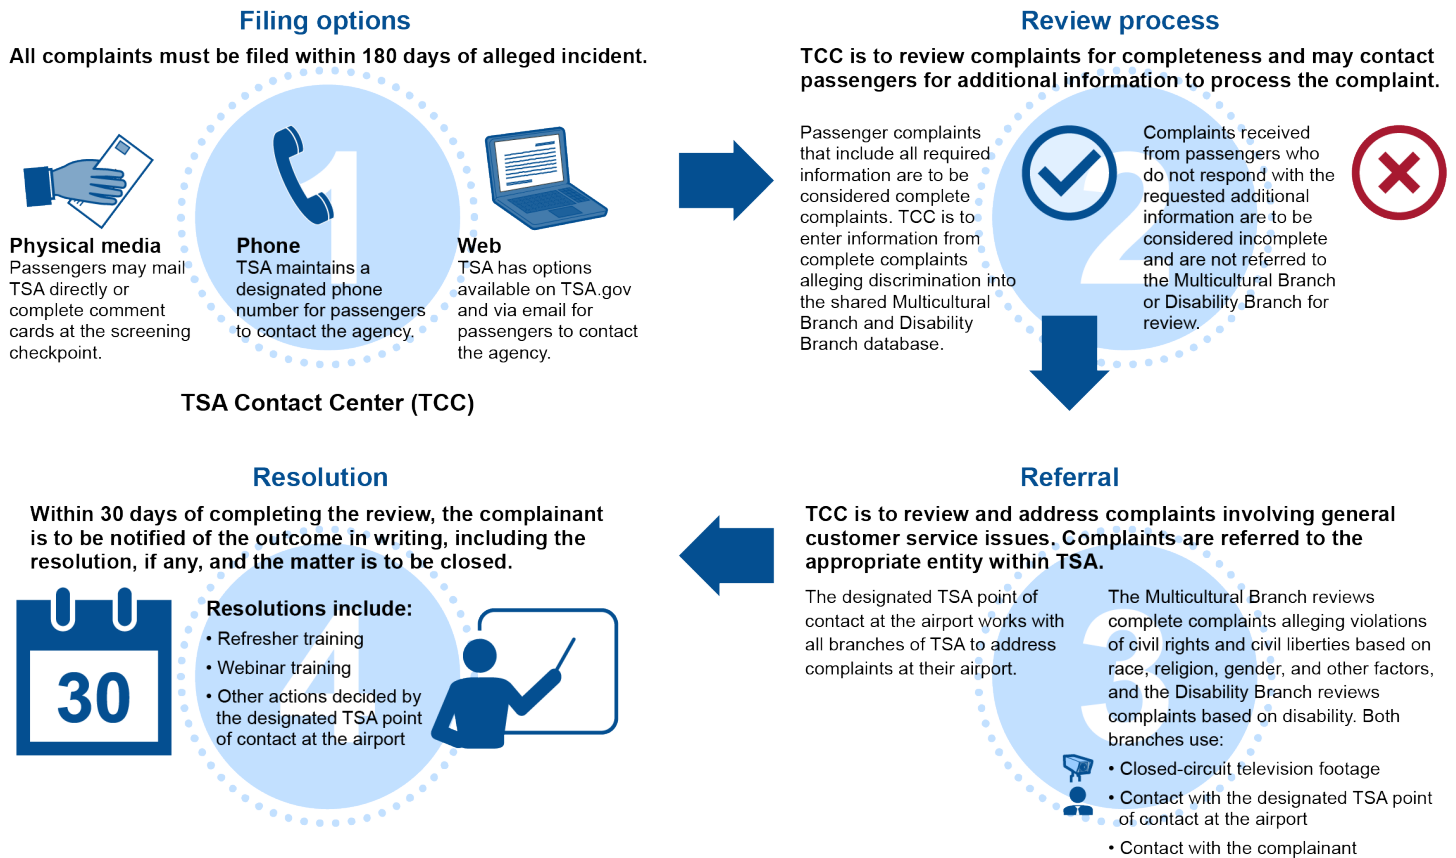 Filing options
All complaints must be filed within 180 days of alleged incident.
1
Physical media
Passengers may mail
TSA directly or
complete comment
cards at the screening
checkpoint.
Phone
TSA maintains a
designated phone
number for passengers
to contact the agency.
Web
TSA has options
available on TSA.gov
and via email for
passengers to contact
the agency.
TSA Contact Center (TCC)
Review process
TCC is to review complaints for completeness and may contact
passengers for additional information to process the complaint.
2
Passenger complaints
that include all required
information are to be
considered complete
complaints. TCC is to
enter information from
complete complaints
alleging discrimination into
the shared Multicultural
Branch and Disability
Branch database.
Complaints received
from passengers who
do not respond with the
requested additional
information are to be
considered incomplete
and are not referred to
the Multicultural Branch
or Disability Branch for
review.
Referral
TCC is to review and address complaints involving general
customer service issues. Complaints are referred to the
appropriate entity within TSA.
3
The designated TSA point of
contact at the airport works with
all branches of TSA to address
complaints at their airport.
The Multicultural Branch reviews
complete complaints alleging violations
of civil rights and civil liberties based on
race, religion, gender, and other factors,
and the Disability Branch reviews
complaints based on disability. Both
branches use:
• Closed-circuit television footage
• Contact with the designated TSA point
of contact at the airport
• Contact with the complainant
Resolution
Within 30 days of completing the review, the complainant
is to be notified of the outcome in writing, including the
resolution, if any, and the matter is to be closed.
4
30
Resolutions include:
• Refresher training
• Webinar training
• Other actions decided by
the designated TSA point
of contact at the airport